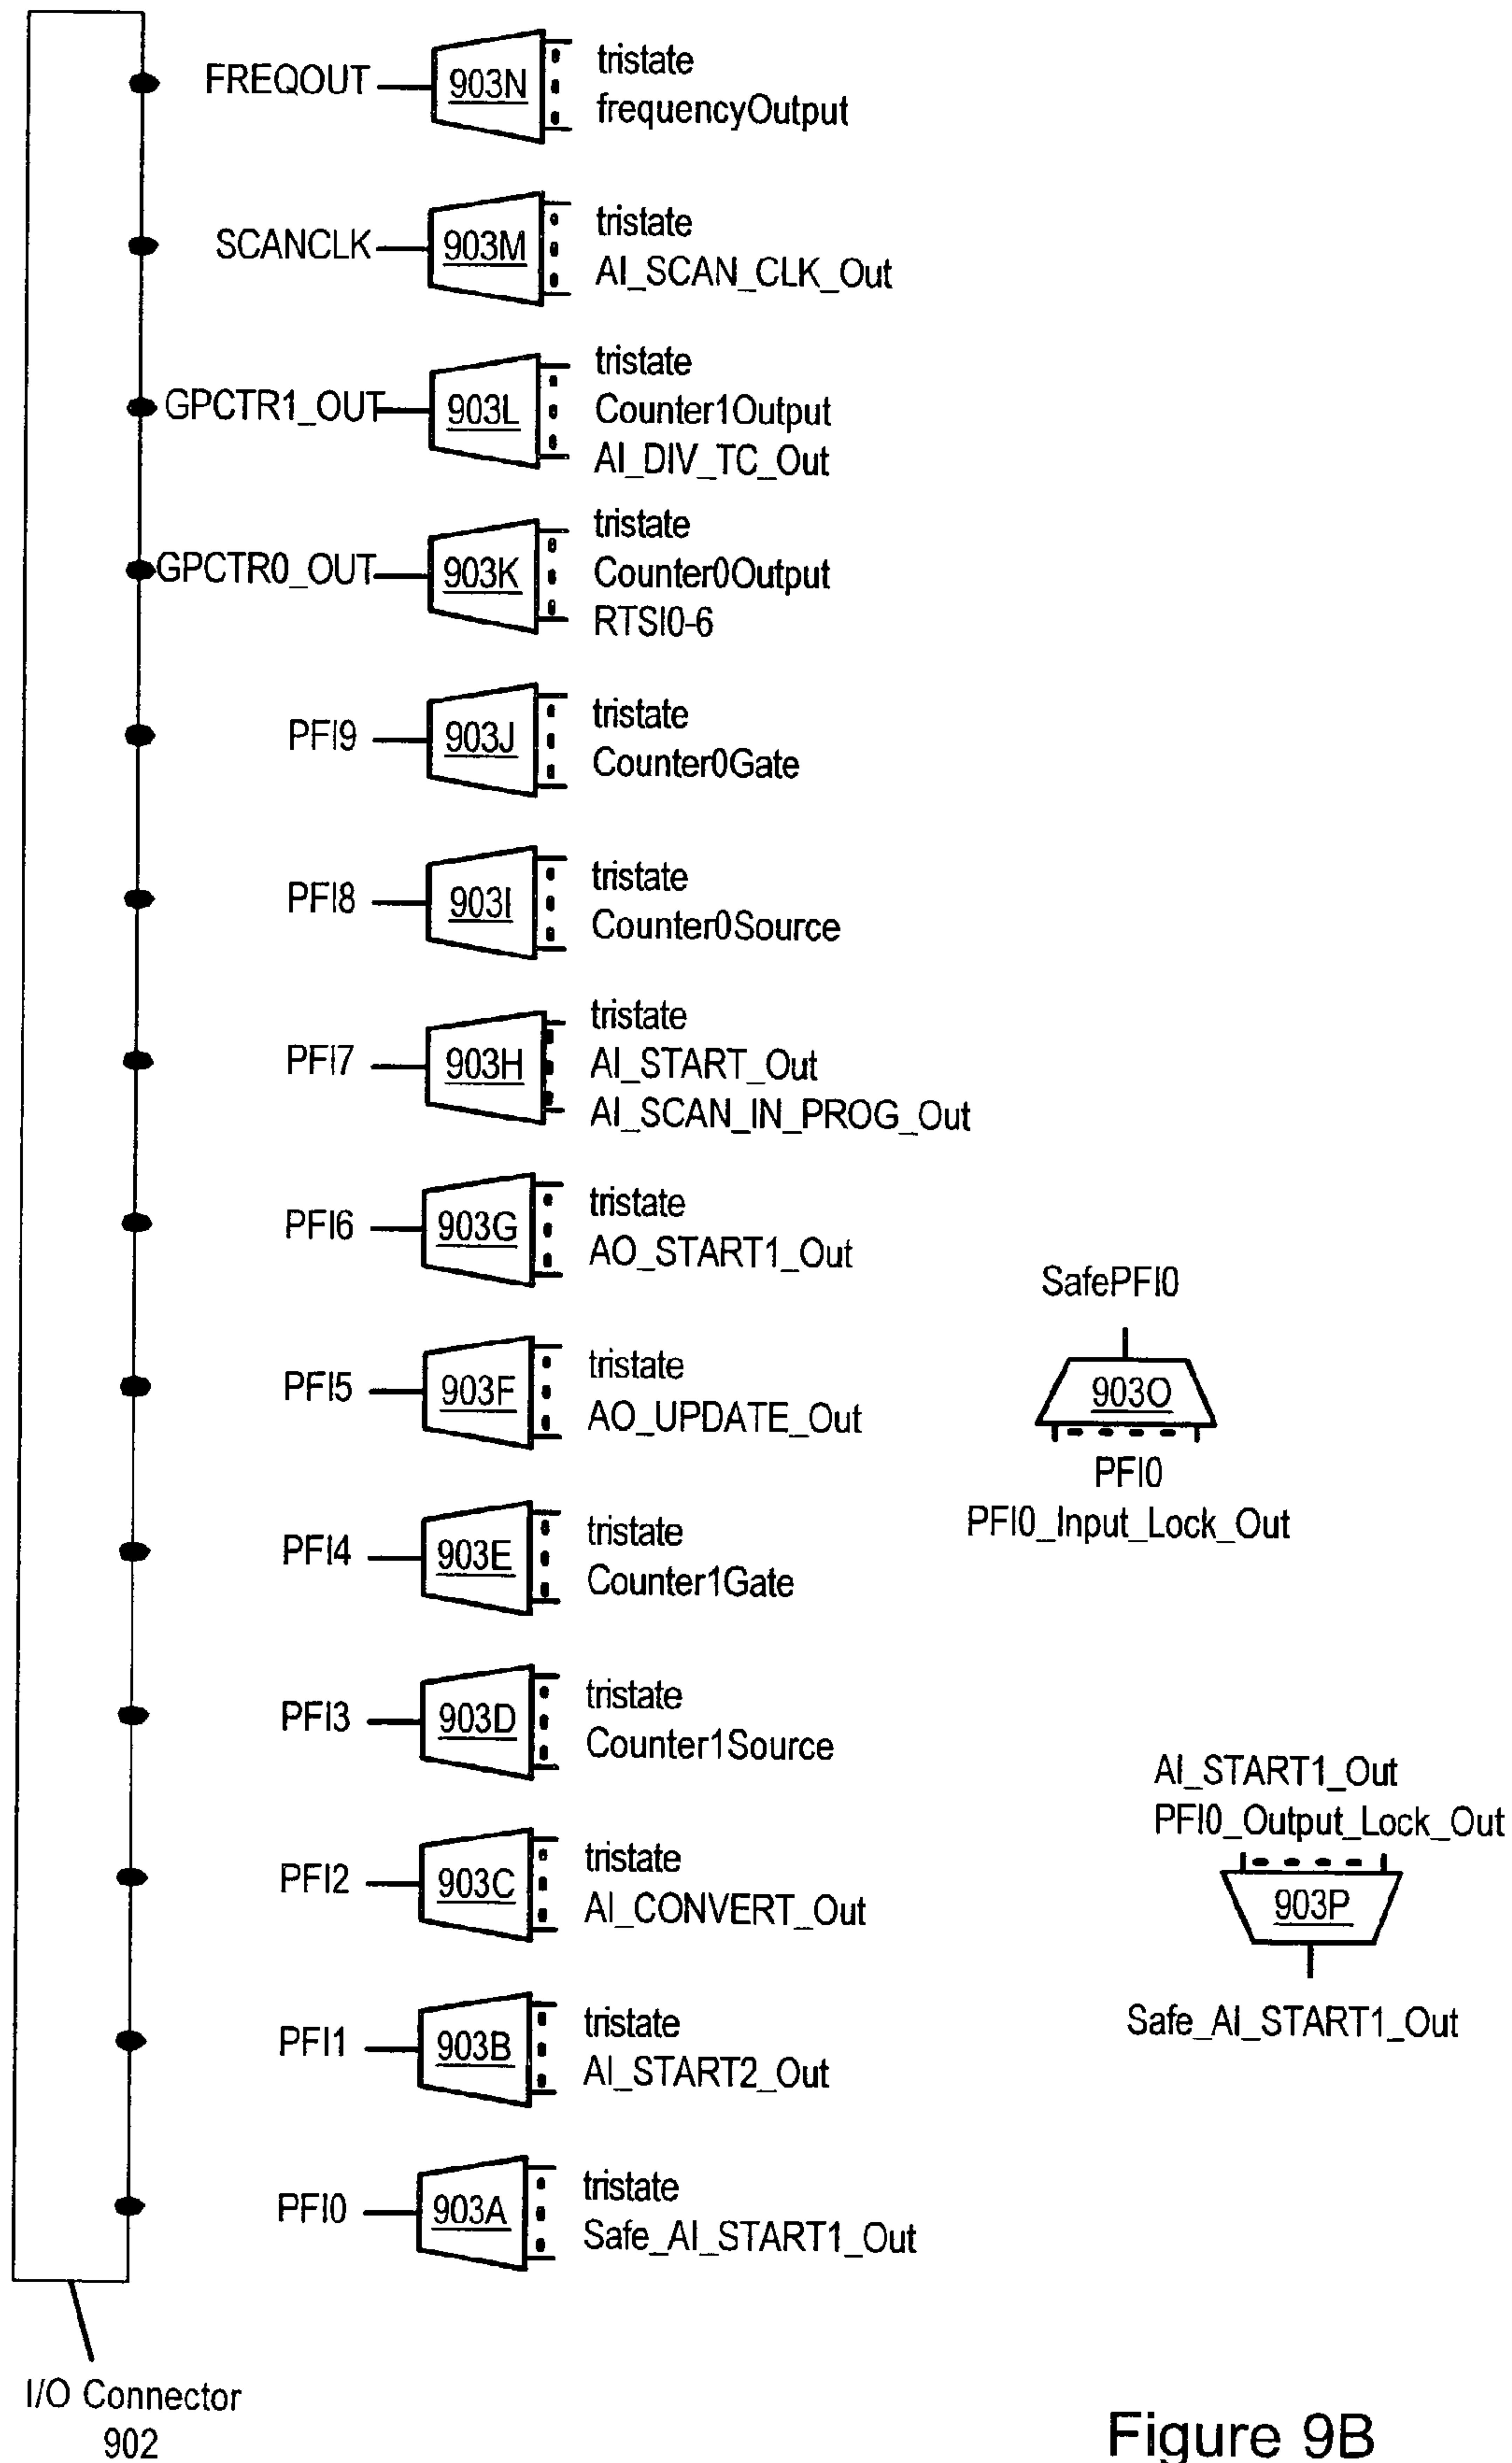 FREQOUT
903N
tristate
frequencyOutput
SCANCLK
903M
tristate
AI_SCAN_CLK_Out
GPCTR1_OUT
903L
tristate
Counter1Output
AI_DIV_TC_Out
GPCTR0_OUT
903K
tristate
Counter0Output
RTSI0-6
PFI9
903J
tristate
Counter0Gate
PFI8
903I
tristate
Counter0Source
PFI7
903H
tristate
AI_START_Out
AI_SCAN_IN_PROG_Out
PFI6
903G
tristate
AO_START1_Out
SafePFI0
903O
PFI0
PFI0_Input_Lock_Out
PFI5
903F
tristate
AO_UPDATE_Out
PFI4
903E
tristate
Counter1Gate
PFI3
903D
tristate
Counter1Source
AI_START1_Out
PFI0_Output_Lock_Out
903P
Safe_AI_START1_Out
PFI2
903C
tristate
AI_CONVERT_Out
PFI1
903B
tristate
AI_START2_Out
PFI0
903A
tristate
Safe_AI_START1_Out
I/O Connector
902
Figure 9B